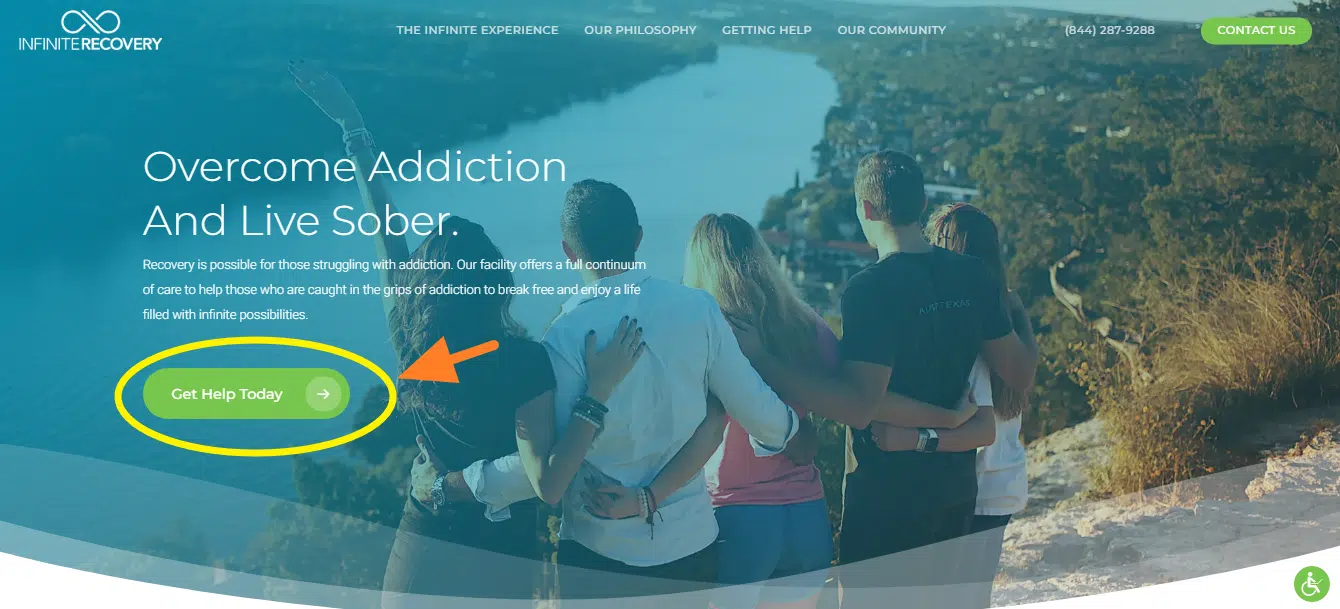 INFINITERECOVERY
THE INFINITE EXPERIENCE
OUR PHILOSOPHY
GETTING HELP
OUR COMMUNITY
(844) 287-9288
CONTACT US
Overcome Addiction
And Live Sober.
Recovery is possible for those struggling with addiction. Our facility offers a full continuum
of care to help those who are caught in the grips of addiction to break free and enjoy a life
filled with infinite possibilities.
Get Help Today